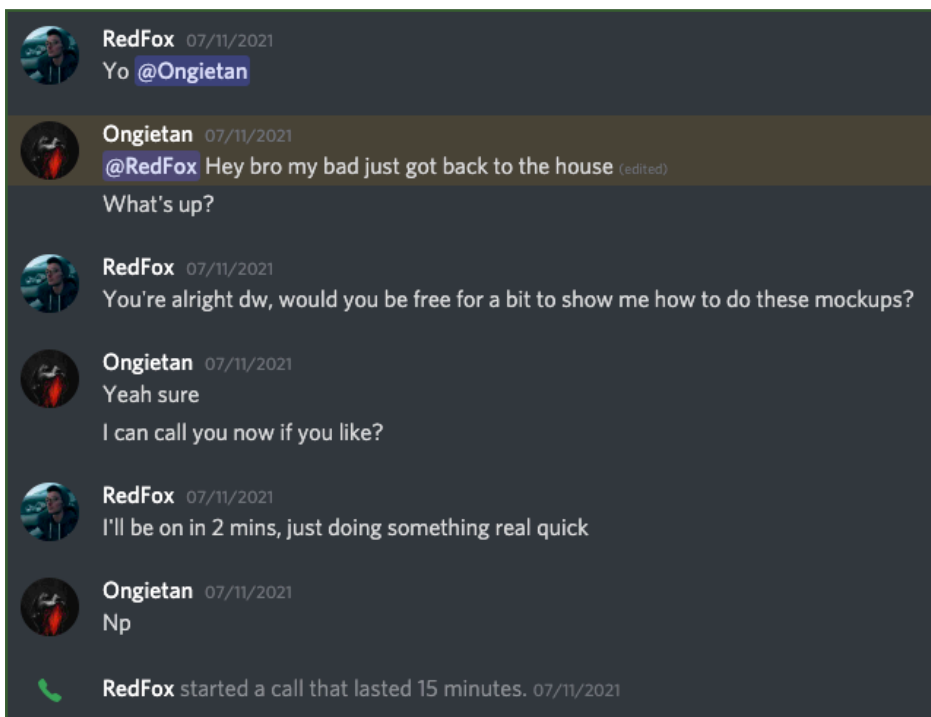 RedFox 07/11/2021
Yo @Ongietan
Ongietan 07/11/2021
@RedFox Hey bro my bad just got back to the house (edited)
What's up?
RedFox 07/11/2021
You're alright dw, would you be free for a bit to show me how to do these mockups?
Ongietan 07/11/2021
Yeah sure
I can call you now if you like?
RedFox 07/11/2021
I'll be on in 2 mins, just doing something real quick
Ongietan 07/11/2021
Np
RedFox started a call that lasted 15 minutes. 07/11/2021